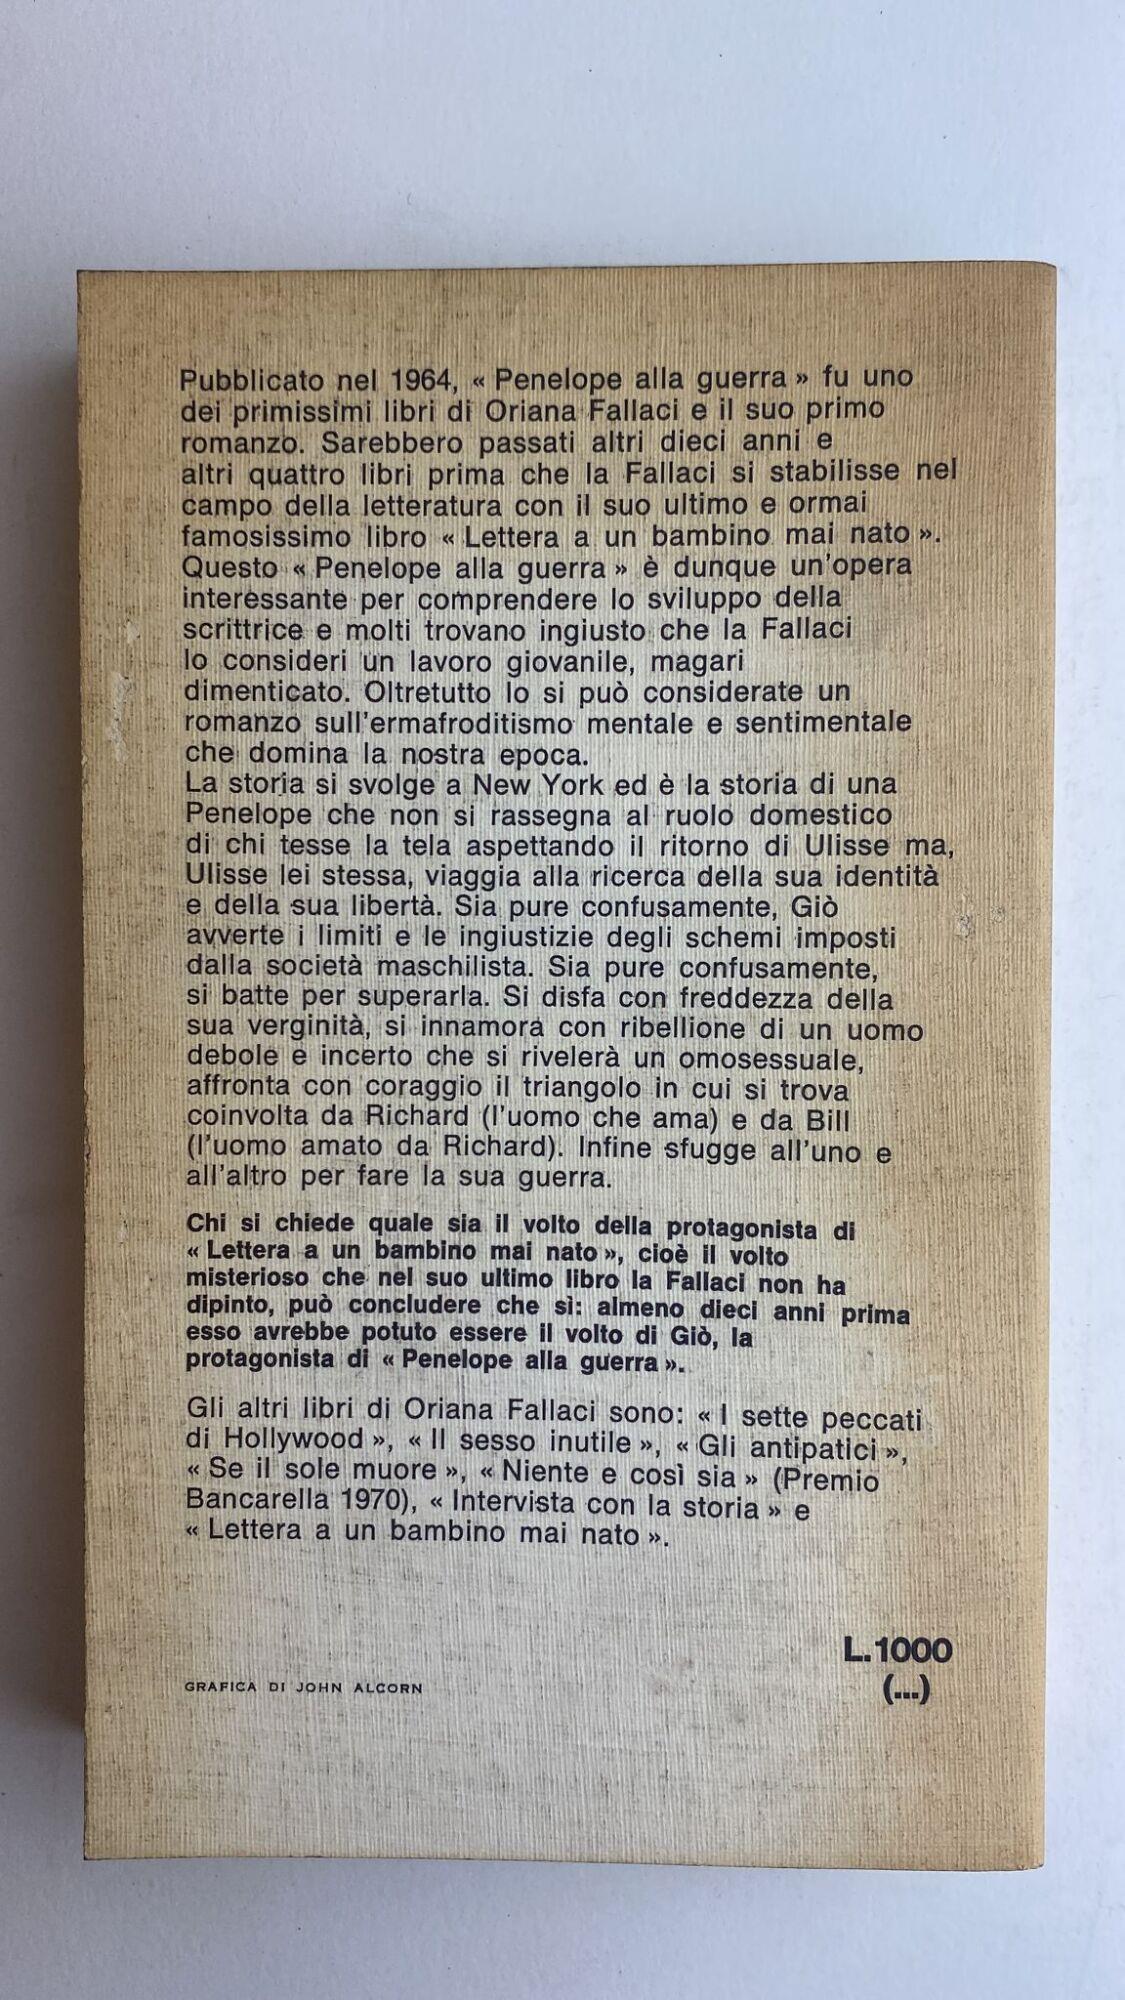 Pubblicato nel 1964, « Penelope alla guerra » fu uno
dei primissimi libri di Oriana Fallaci e il suo primo
romanzo. Sarebbero passati altri dieci anni e
altri quattro libri prima che la Fallaci si stabilisse nel
campo della letteratura con il suo ultimo e ormai
famosissimo libro « Lettera a un bambino mai nato ».
Questo « Penelope alla guerra » è dunque un'opera
interessante per comprendere lo sviluppo della
scrittrice e molti trovano ingiusto che la Fallaci
lo consideri un lavoro giovanile, magari
dimenticato. Oltretutto lo si può considerate un
romanzo sull'ermafroditismo mentale e sentimentale
che domina la nostra epoca.
La storia si svolge a New York ed è la storia di una
Penelope che non si rassegna al ruolo domestico
di chi tesse la tela aspettando il ritorno di Ulisse ma,
Ulisse lei stessa, viaggia alla ricerca della sua identità
e della sua libertà. Sia pure confusamente, Giò
avverte i limiti e le ingiustizie degli schemi imposti
dalla società maschilista. Sia pure confusamente,
si batte per superarla. Si disfa con freddezza della
sua verginità, si innamora con ribellione di un uomo
debole e incerto che si rivelerà un omosessuale,
affronta con coraggio il triangolo in cui si trova
coinvolta da Richard (l'uomo che ama) e da Bill
(l'uomo amato da Richard). Infine sfugge all'uno e
all'altro per fare la sua guerra.
Chi si chiede quale sia il volto della protagonista di
« Lettera a un bambino mai nato », cioè il volto
misterioso che nel suo ultimo libro la Fallaci non ha
dipinto, può concludere che sì: almeno dieci anni prima
esso avrebbe potuto essere il volto di Giò, la
protagonista di « Penelope alla guerra ».
Gli altri libri di Oriana Fallaci sono: « I sette peccati
di Hollywood », « Il sesso inutile », « Gli antipatici »,
« Se il sole muore », « Niente e così sia » (Premio
Bancarella 1970), « Intervista con la storia » e
« Lettera a un bambino mai nato ».
L.1000
(...)
GRAFICA DI JOHN ALCORN